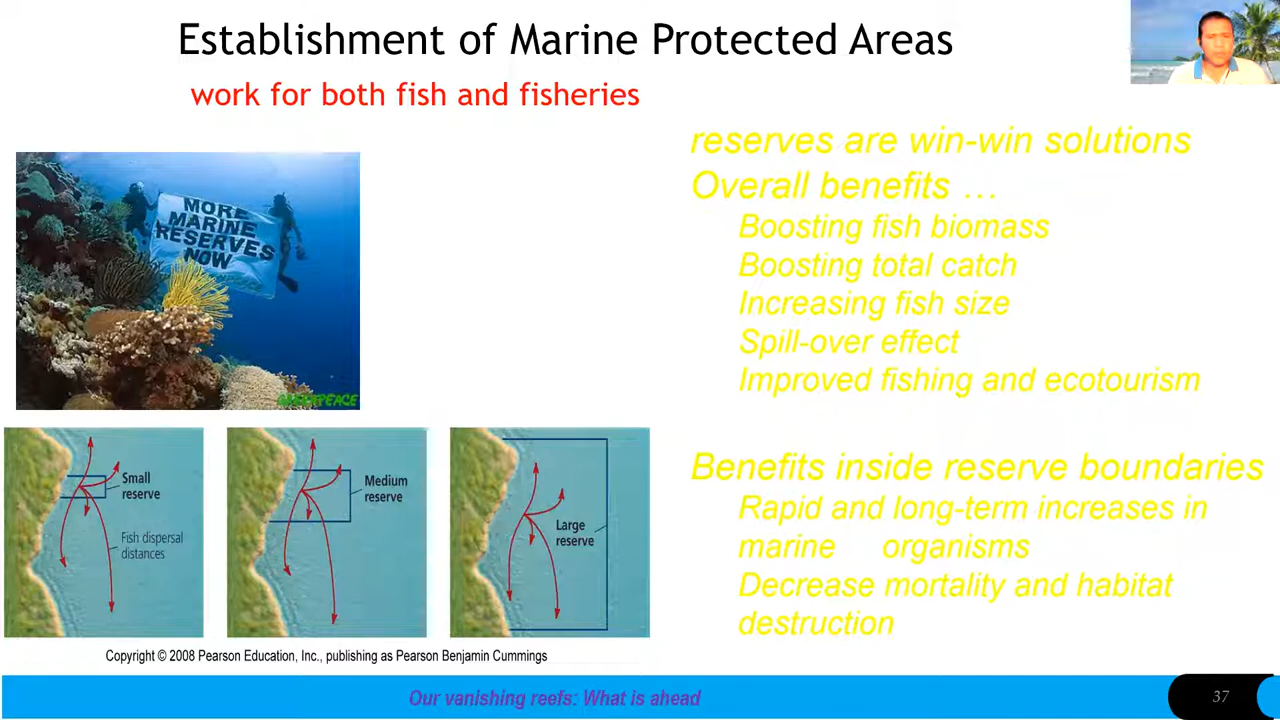 Establishment of Marine Protected Areas
work for both fish and fisheries
MORE
MARINE
RESERVES
NOW
GREENPEACE
reserves are win-win solutions
Overall benefits …
Boosting fish biomass
Boosting total catch
Increasing fish size
Spill-over effect
Improved fishing and ecotourism
Benefits inside reserve boundaries
Rapid and long-term increases in
marine organisms
Decrease mortality and habitat
destruction
Small
reserve
Fish dispersal
distances
Medium
reserve
Large
reserve
Copyright © 2008 Pearson Education, Inc., publishing as Pearson Benjamin Cummings
Our vanishing reefs: What is ahead
37